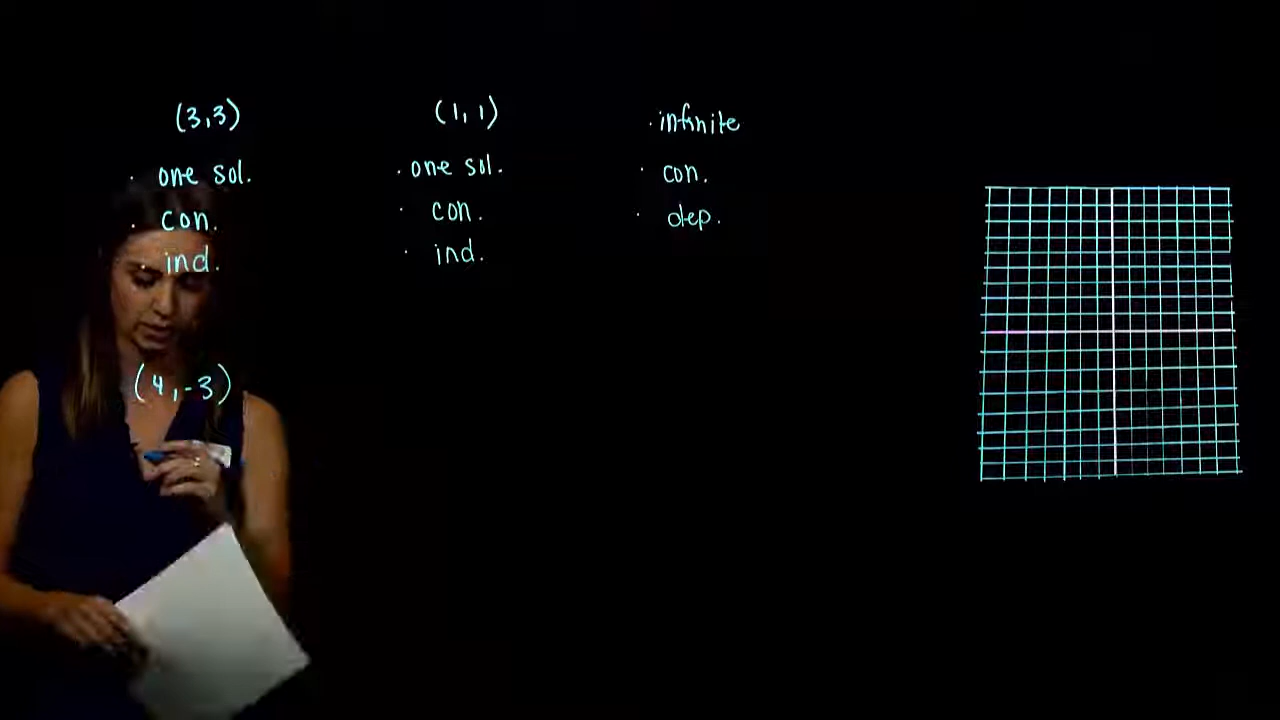 (3,3)
· one sol.
· con.
· ind.
(1,1)
· one sol.
· con.
· ind.
· infinite
· con.
· dep.
(4,-3)